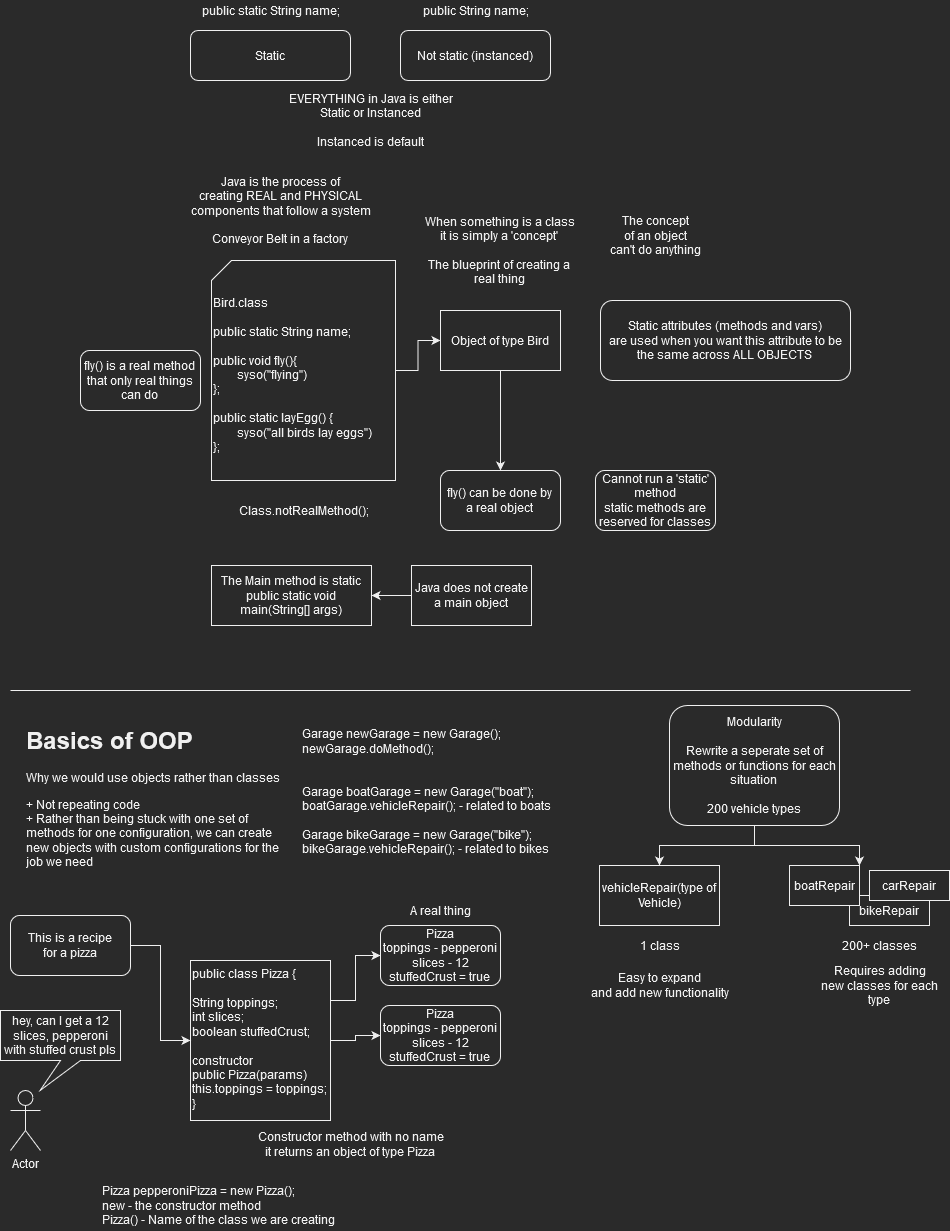 public static String name;
public String name;
Static
Not static (instanced)
EVERYTHING in Java is either
Static or Instanced
Instanced is default
Java is the process of
creating REAL and PHYSICAL
components that follow a system
Conveyor Belt in a factory
When something is a class
it is simply a 'concept'
The blueprint of creating a
real thing
The concept
of an object
can't do anything
fly() is a real method
that only real things
can do
Bird.class
public static String name;
public void fly(){
syso("flying")
};
public static layEgg() {
syso("all birds lay eggs")
};
Object of type Bird
Static attributes (methods and vars)
are used when you want this attribute to be
the same across ALL OBJECTS
fly() can be done by
a real object
Cannot run a 'static'
method
static methods are
reserved for classes
Class.notRealMethod();
The Main method is static
public static void
main(String[] args)
Java does not create
a main object
Basics of OOP
Why we would use objects rather than classes
+ Not repeating code
+ Rather than being stuck with one set of
methods for one configuration, we can create
new objects with custom configurations for the
job we need
Garage newGarage = new Garage();
newGarage.doMethod();
Garage boatGarage = new Garage("boat");
boatGarage.vehicleRepair(); - related to boats
Garage bikeGarage = new Garage("bike");
bikeGarage.vehicleRepair(); - related to bikes
Modularity
Rewrite a seperate set of
methods or functions for each
situation
200 vehicle types
vehicleRepair(type of
Vehicle)
boatRepair
carRepair
bikeRepair
1 class
Easy to expand
and add new functionality
200+ classes
Requires adding
new classes for each
type
This is a recipe
for a pizza
hey, can I get a 12
slices, pepperoni
with stuffed crust pls
Actor
public class Pizza {
String toppings;
int slices;
boolean stuffedCrust;
constructor
public Pizza(params)
this.toppings = toppings;
}
A real thing
Pizza
toppings - pepperoni
slices - 12
stuffedCrust = true
Pizza
toppings - pepperoni
slices - 12
stuffedCrust = true
Constructor method with no name
it returns an object of type Pizza
Pizza pepperoniPizza = new Pizza();
new - the constructor method
Pizza() - Name of the class we are creating